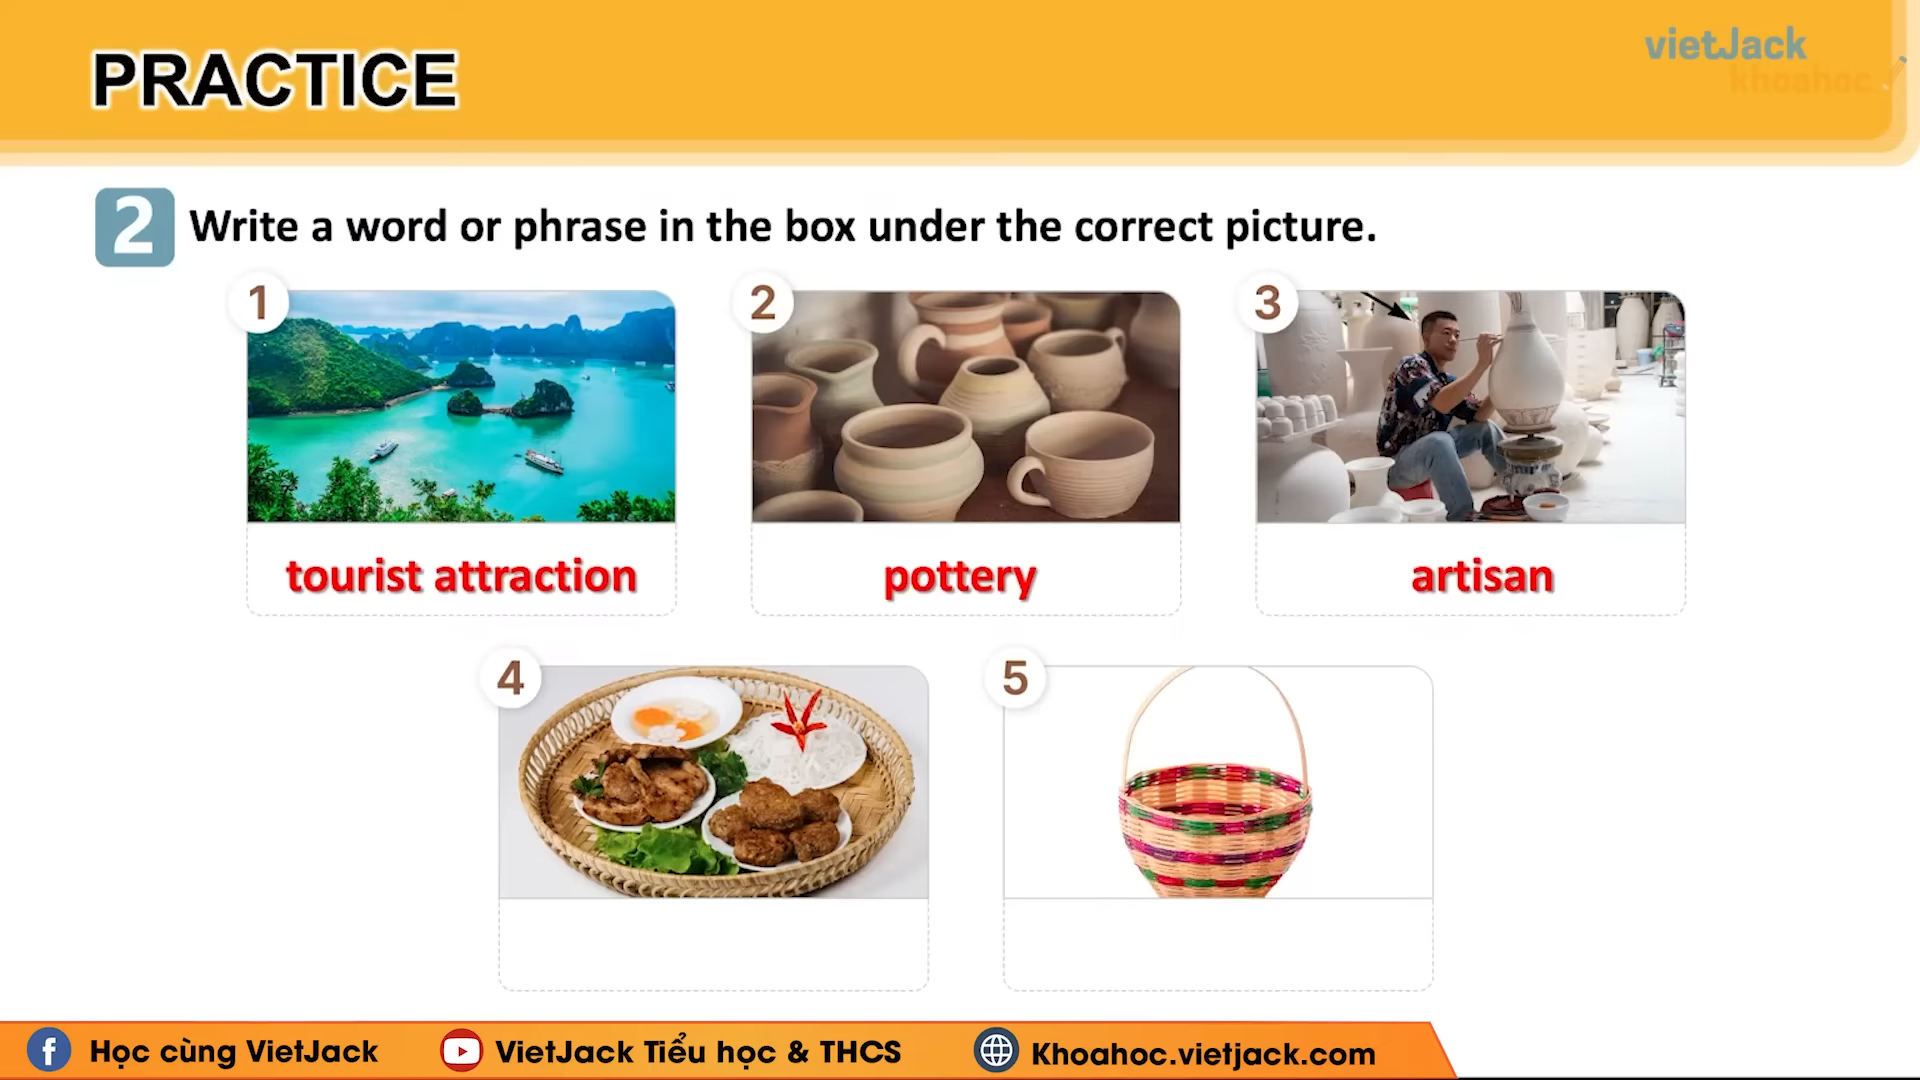 PRACTICE
vietJack
khoahoc
2 Write a word or phrase in the box under the correct picture.
1
2
3
tourist attraction
pottery
artisan
4
5
Học cùng VietJack
VietJack Tiểu học & THCS
Khoahoc.vietjack.com